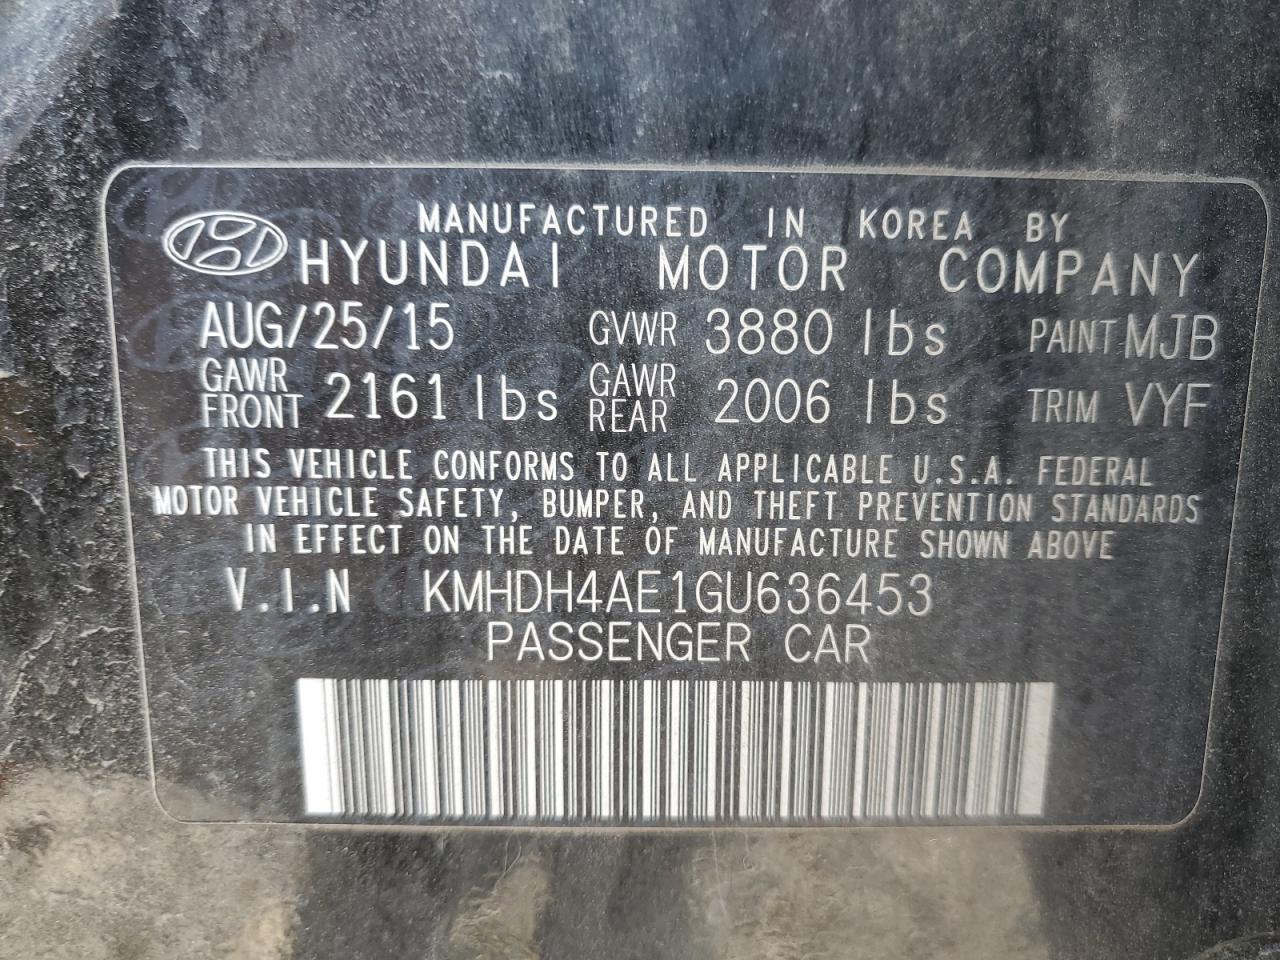 MANUFACTURED IN KOREA BY
HYUNDAI MOTOR COMPANY
AUG/25/15 GVWR 3880 lbs PAINT MJB
GAWR FRONT 2161 lbs GAWR REAR 2006 lbs TRIM VYF
THIS VEHICLE CONFORMS TO ALL APPLICABLE U.S.A. FEDERAL
MOTOR VEHICLE SAFETY, BUMPER, AND THEFT PREVENTION STANDARDS
IN EFFECT ON THE DATE OF MANUFACTURE SHOWN ABOVE
V.I.N KMHDH4AE1GU636453
PASSENGER CAR